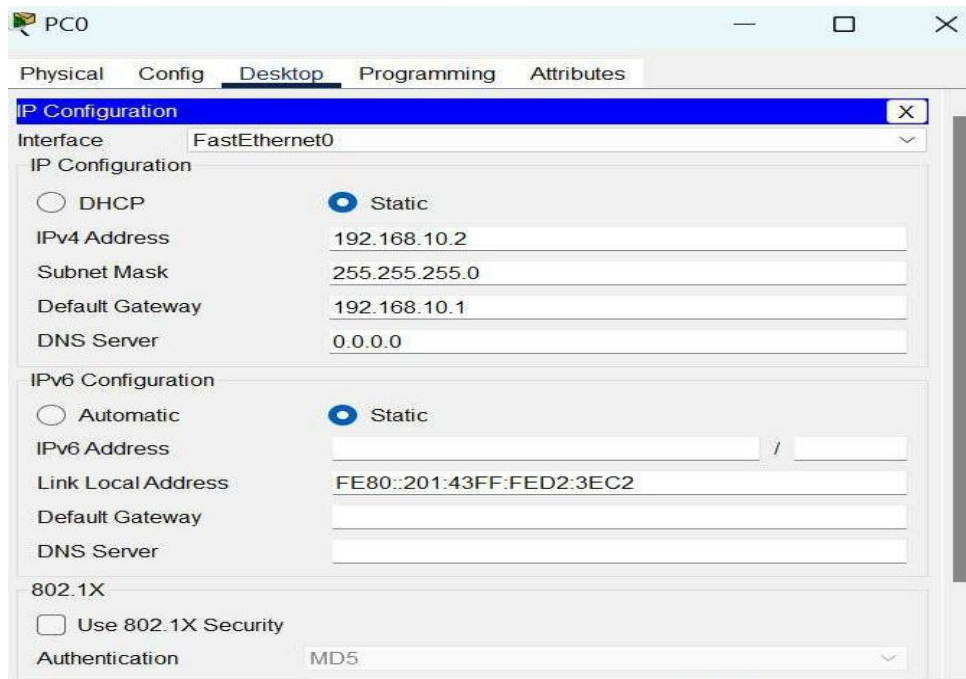 PC0
Physical Config Desktop Programming Attributes
IP Configuration X
Interface FastEthernet0
IP Configuration
DHCP Static
IPv4 Address 192.168.10.2
Subnet Mask 255.255.255.0
Default Gateway 192.168.10.1
DNS Server 0.0.0.0
IPv6 Configuration
Automatic Static
IPv6 Address /
Link Local Address FE80::201:43FF:FED2:3EC2
Default Gateway
DNS Server
802.1X
Use 802.1X Security
Authentication MD5